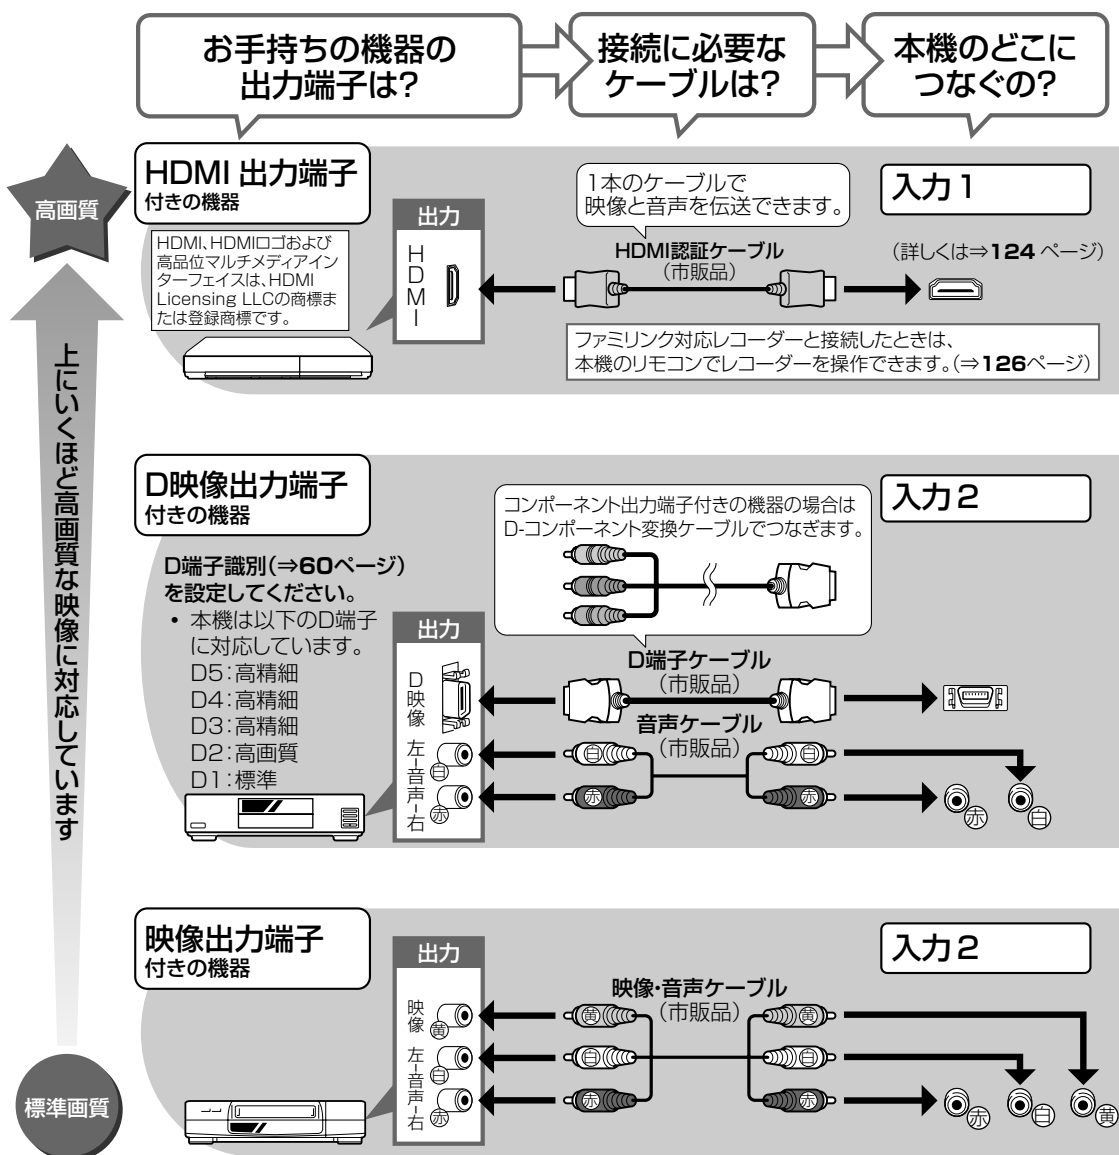 お手持ちの機器の
出力端子は?
接続に必要な
ケーブルは?
本機のどこに
つなぐの?
高画質
上にいくほど高画質な映像に対応しています
標準画質
HDMI 出力端子
付きの機器
HDMI、HDMIロゴおよび
高品位マルチメディアイン
ターフェイスは、HDMI
Licensing LLCの商標ま
たは登録商標です。
出力
HDMI
1本のケーブルで
映像と音声を伝送できます。
HDMI認証ケーブル
(市販品)
入力1
(詳しくは⇒124 ページ)
ファミリンク対応レコーダーと接続したときは、
本機のリモコンでレコーダーを操作できます。(⇒126ページ)
D映像出力端子
付きの機器
D端子識別(⇒60ページ)
を設定してください。
• 本機は以下のD端子
に対応しています。
D5:高精細
D4:高精細
D3:高精細
D2:高画質
D1:標準
出力
D映像
左-音声-右
白
赤
コンポーネント出力端子付きの機器の場合は
D-コンポーネント変換ケーブルでつなぎます。
D端子ケーブル
(市販品)
音声ケーブル
(市販品)
白
白
赤
赤
入力2
赤
白
映像出力端子
付きの機器
出力
映像
黄
左-音声-右
白
赤
映像・音声ケーブル
(市販品)
黄
黄
白
白
赤
赤
入力2
赤
白
黄